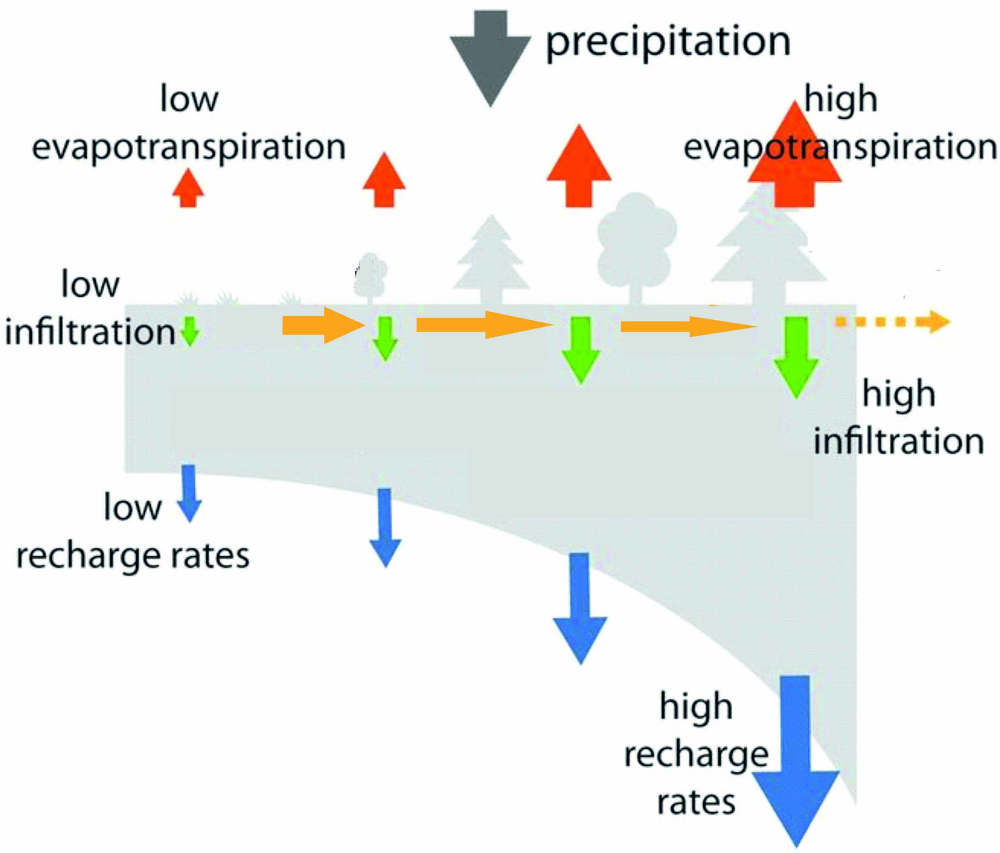 precipitation
low
evapotranspiration
high
evapotranspiration
low
infiltration
high
infiltration
low
recharge rates
high
recharge
rates